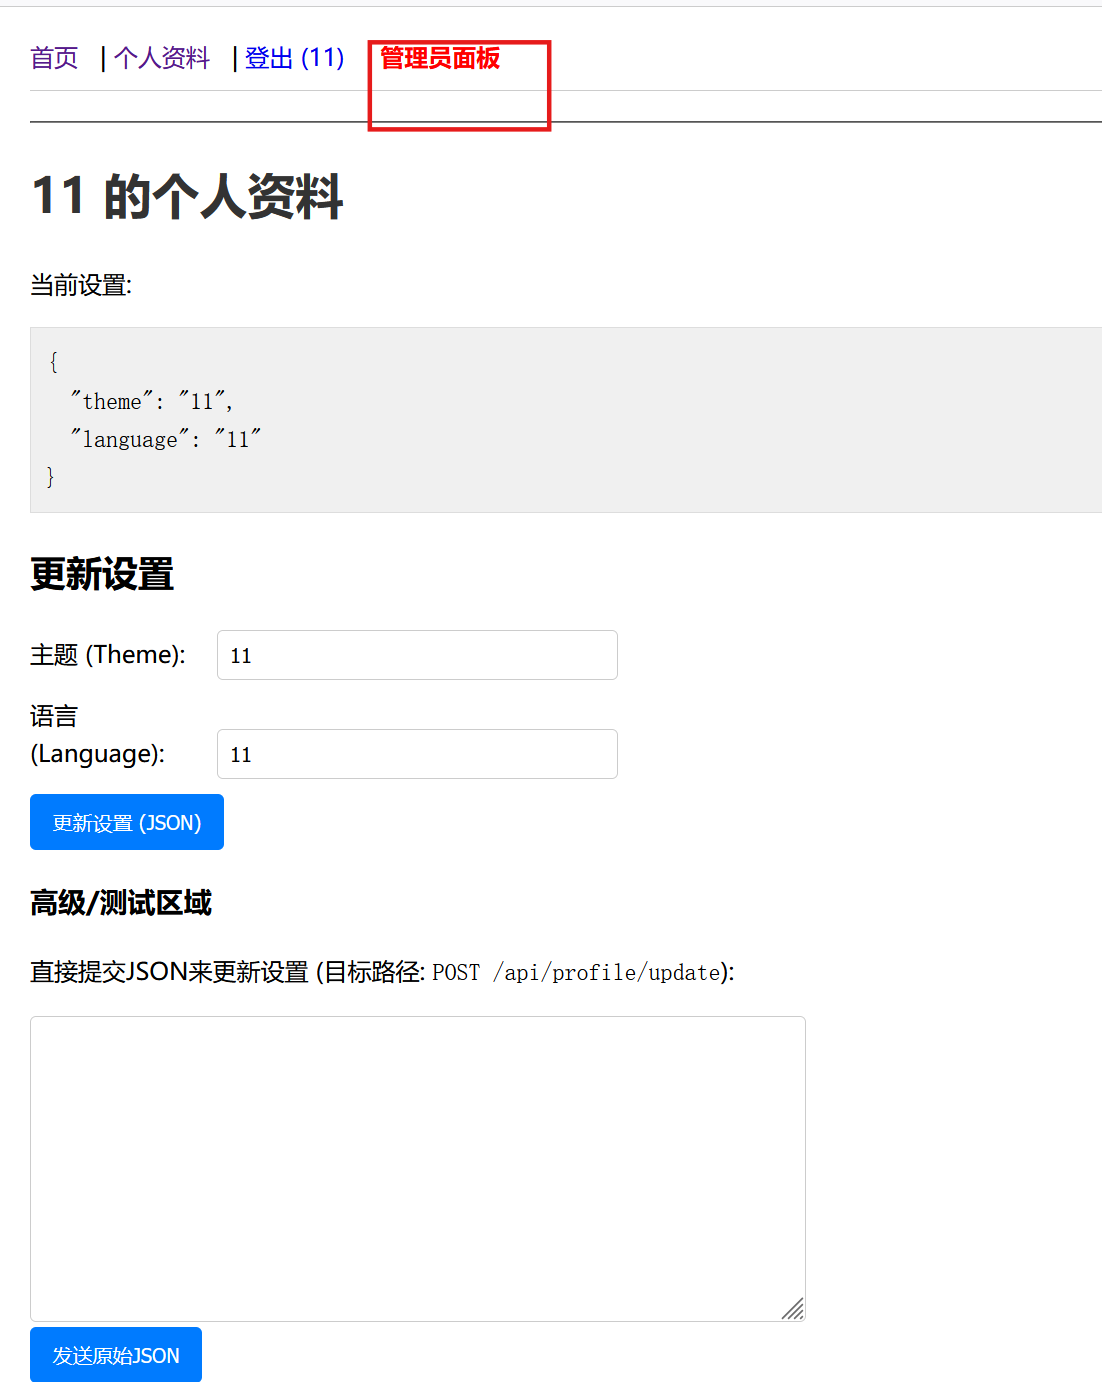 首页 | 个人资料 | 登出 (11) 管理员面板
11 的个人资料
当前设置:
{
"theme": "11",
"language": "11"
}
更新设置
主题 (Theme): 11
语言
(Language): 11
更新设置 (JSON)
高级/测试区域
直接提交JSON来更新设置 (目标路径: POST /api/profile/update):
发送原始JSON